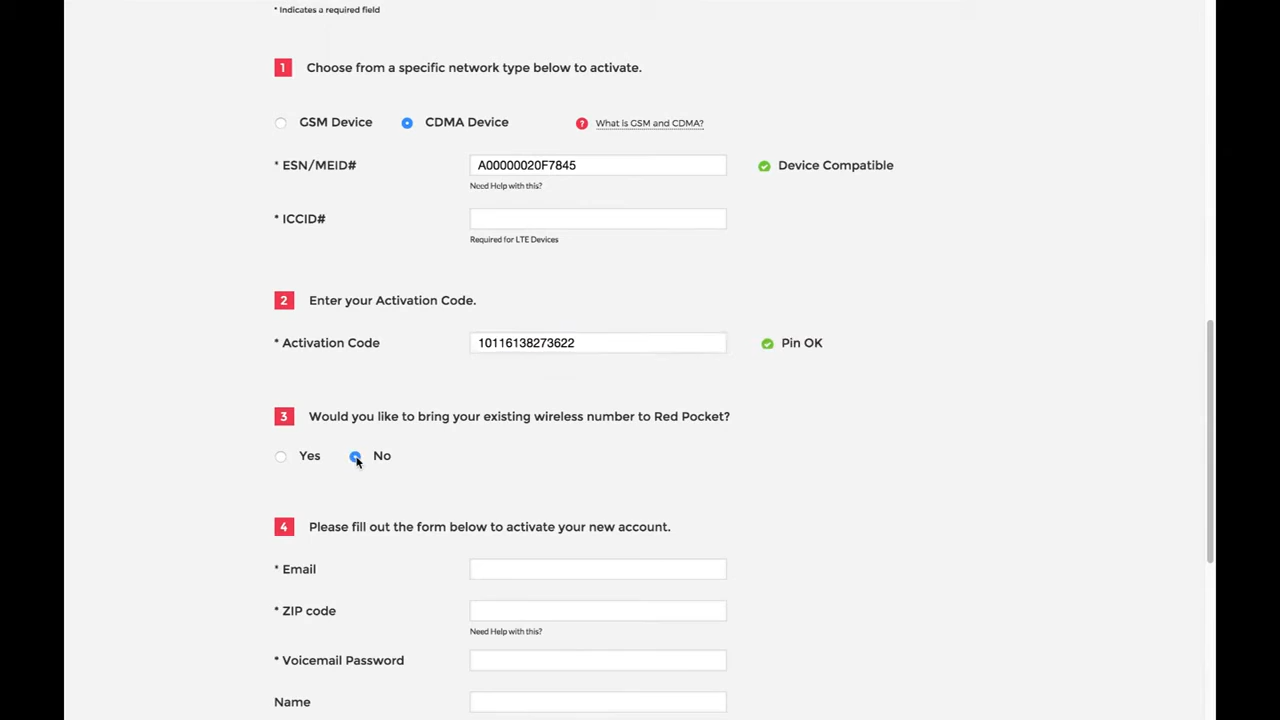 * Indicates a required field
1 Choose from a specific network type below to activate.
GSM Device CDMA Device ? What is GSM and CDMA?
* ESN/MEID# A00000020F7845 Device Compatible
Need Help with this?
* ICCID#
Required for LTE Devices
2 Enter your Activation Code.
* Activation Code 10116138273622 Pin OK
3 Would you like to bring your existing wireless number to Red Pocket?
Yes No
4 Please fill out the form below to activate your new account.
* Email
* ZIP code
Need Help with this?
* Voicemail Password
Name